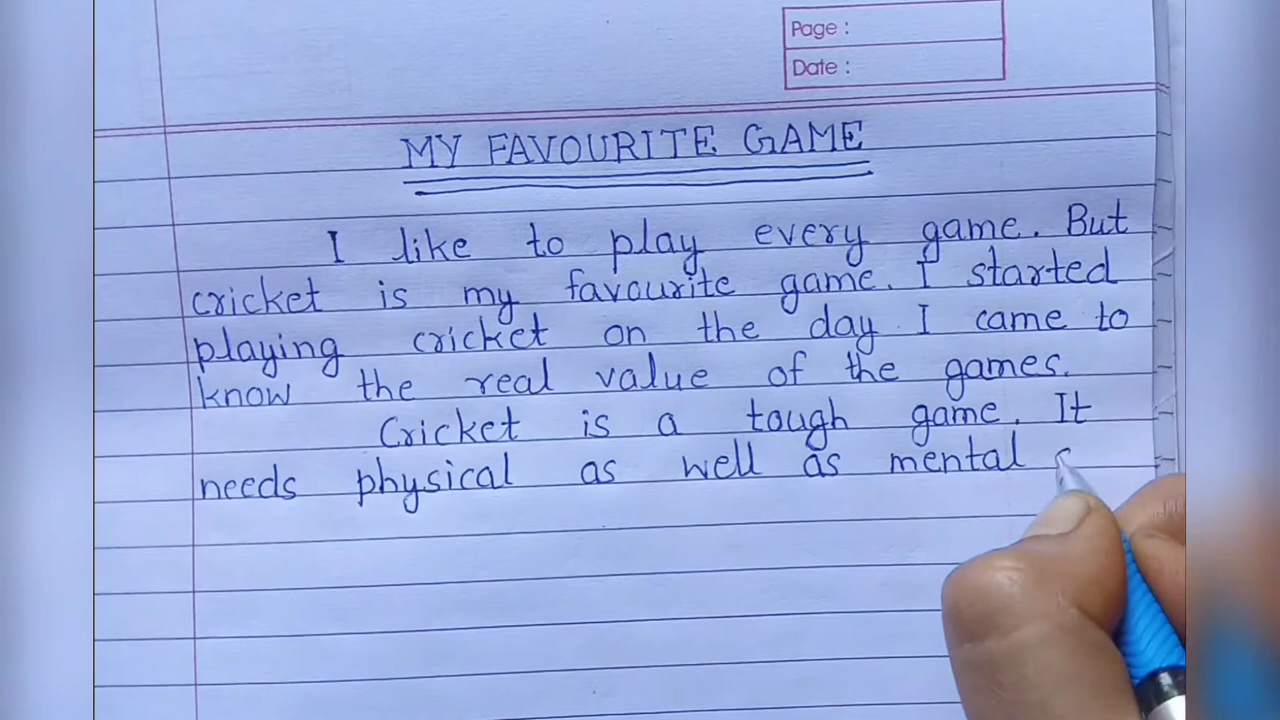 Page :
Date :
MY FAVOURITE GAME
I like to play every game. But
cricket is my favourite game. I started
playing cricket on the day I came to
know the real value of the games.
Cricket is a tough game. It
needs physical as well as mental